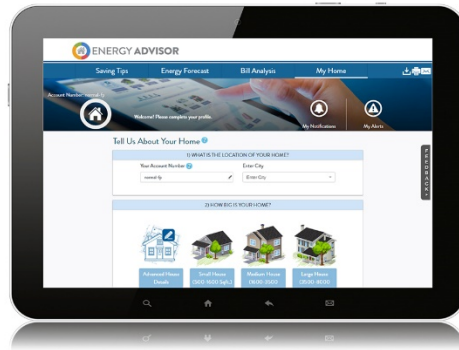 ENERGY ADVISOR
Saving Tips Energy Forecast Bill Analysis My Home
Account Number:
Welcome! Please complete your profile.
My Notifications My Alerts
Tell Us About Your Home
FEEDBACK
1) WHAT IS THE LOCATION OF YOUR HOME?
Your Account Number Enter City
Enter City
2) HOW BIG IS YOUR HOME?
Advanced House Details
Small House
Medium House
Large House